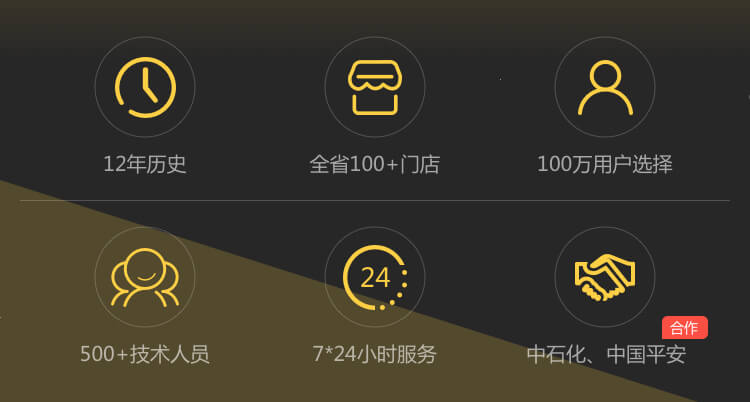 12年历史
全省100+门店
100万用户选择
24
合作
500+技术人员
7*24小时服务
中石化、中国平安